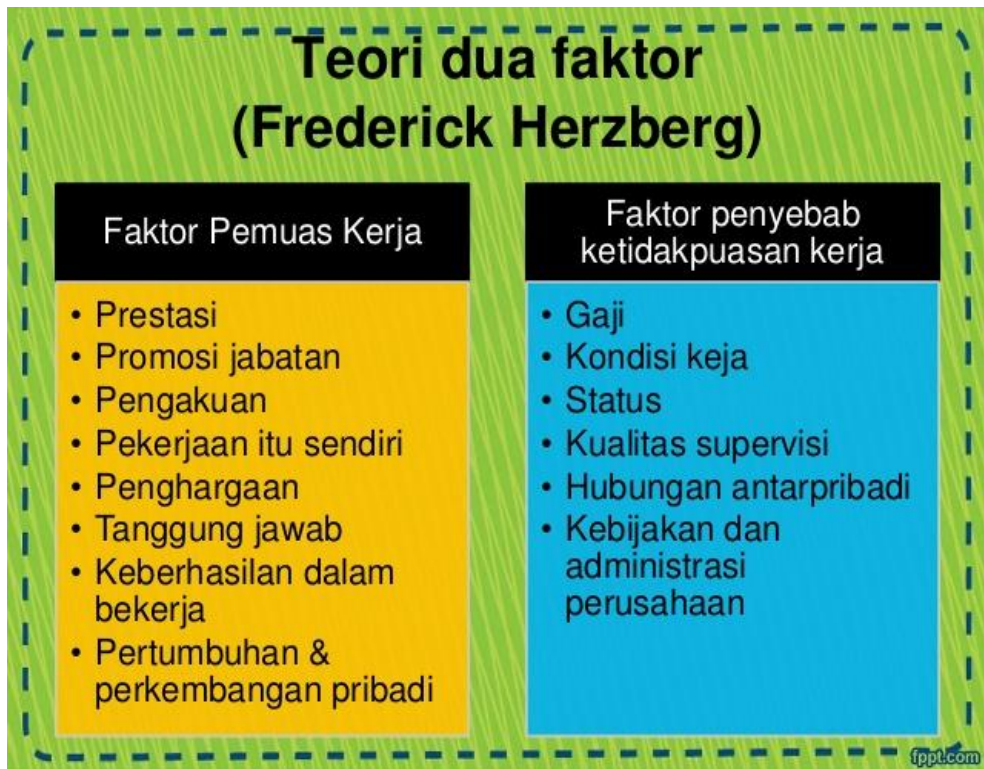 Teori dua faktor
(Frederick Herzberg)
Faktor Pemuas Kerja
• Prestasi
• Promosi jabatan
• Pengakuan
• Pekerjaan itu sendiri
• Penghargaan
• Tanggung jawab
• Keberhasilan dalam
bekerja
• Pertumbuhan &
perkembangan pribadi
Faktor penyebab
ketidakpuasan kerja
• Gaji
• Kondisi keja
• Status
• Kualitas supervisi
• Hubungan antarpribadi
• Kebijakan dan
administrasi
perusahaan
fppt.com